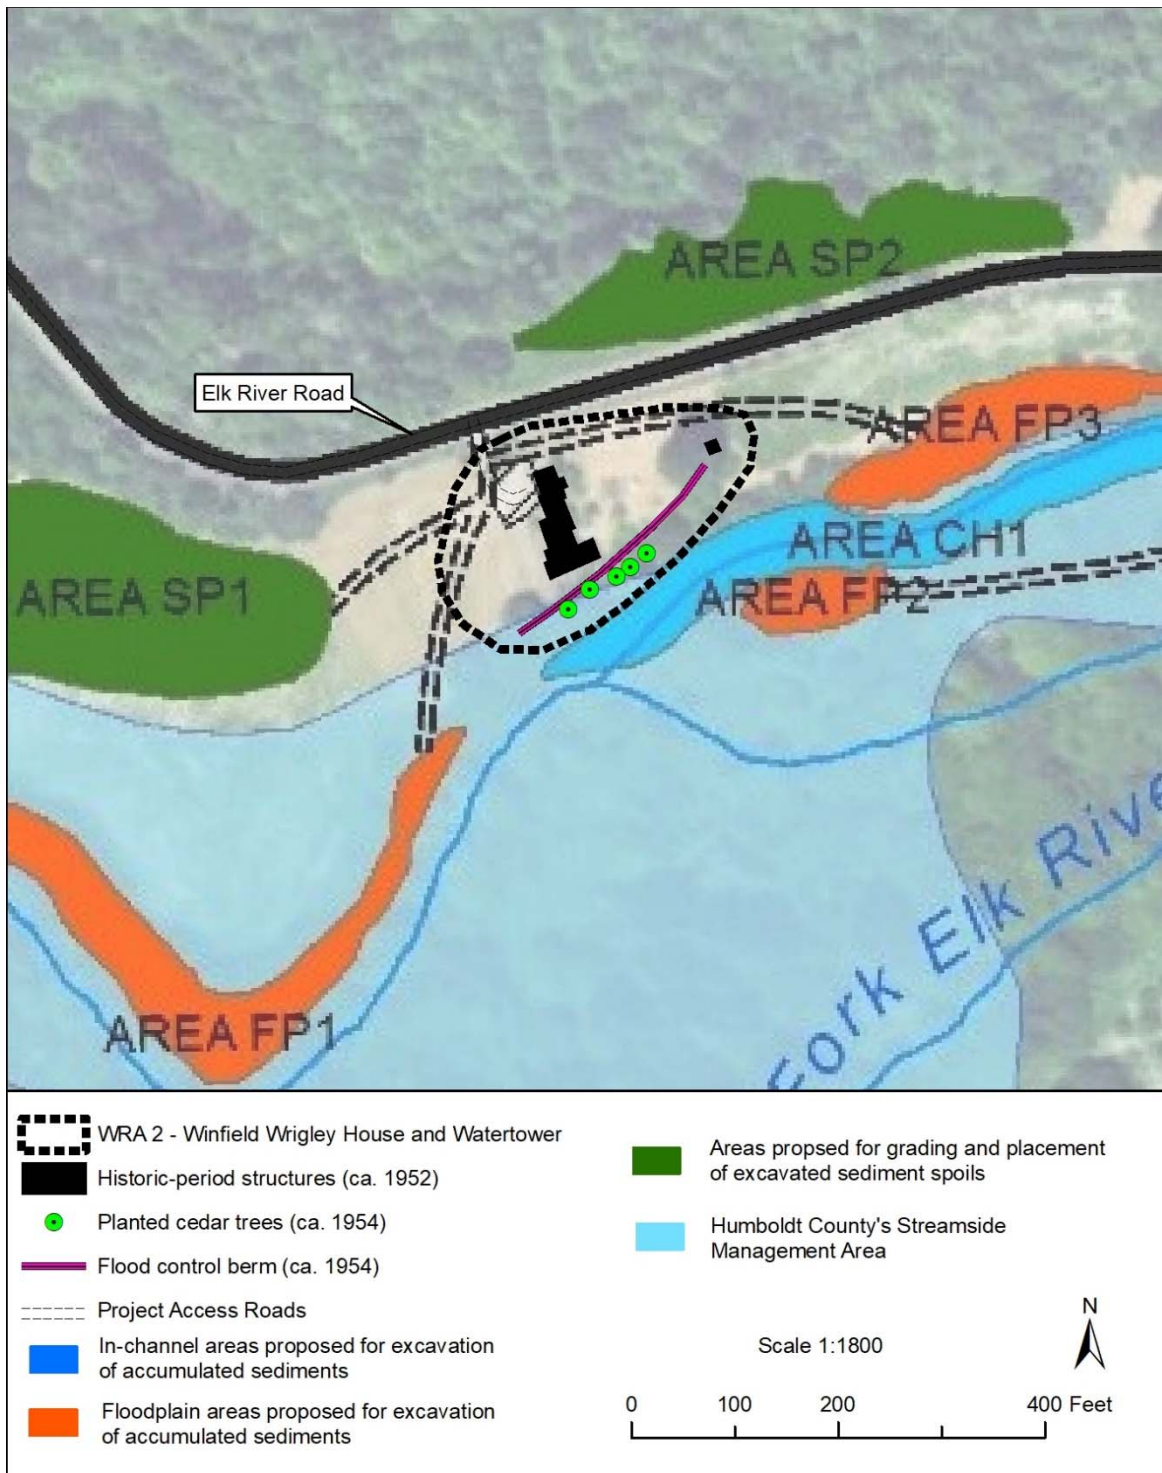 AREA SP2
Elk River Road
AREA FP3
AREA CH1
AREA SP1
AREA FP2
Fork Elk River
AREA FP1
WRA 2 - Winfield Wrigley House and Watertower
Historic-period structures (ca. 1952)
Planted cedar trees (ca. 1954)
Flood control berm (ca. 1954)
Project Access Roads
In-channel areas proposed for excavation
of accumulated sediments
Floodplain areas proposed for excavation
of accumulated sediments
Areas propsed for grading and placement
of excavated sediment spoils
Humboldt County's Streamside
Management Area
N
Scale 1:1800
0 100 200 400 Feet